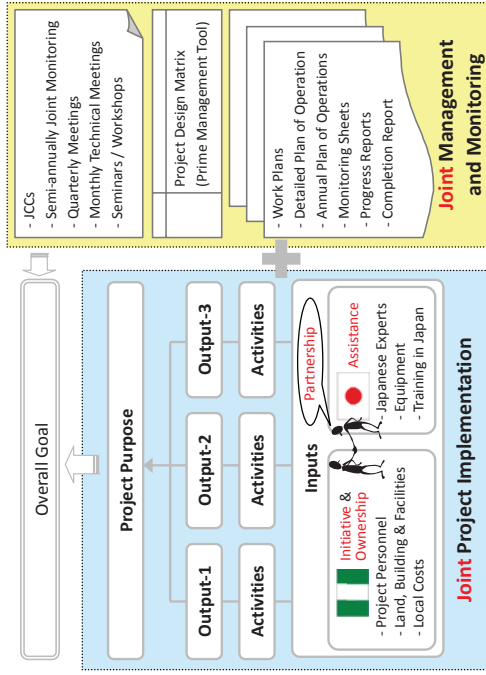 Overall Goal
Project Purpose
Output-1
Output-2
Output-3
Activities
Activities
Activities
Inputs
Partnership
Initiative &
Ownership
- Project Personnel
- Land, Building & Facilities
- Local Costs
Assistance
- Japanese Experts
- Equipment
- Training in Japan
Joint Project Implementation
- JCCs
- Semi-annually Joint Monitoring
- Quarterly Meetings
- Monthly Technical Meetings
- Seminars / Workshops
Project Design Matrix
(Prime Management Tool)
- Work Plans
- Detailed Plan of Operation
- Annual Plan of Operations
- Monitoring Sheets
- Progress Reports
- Completion Report
Joint Management
and Monitoring